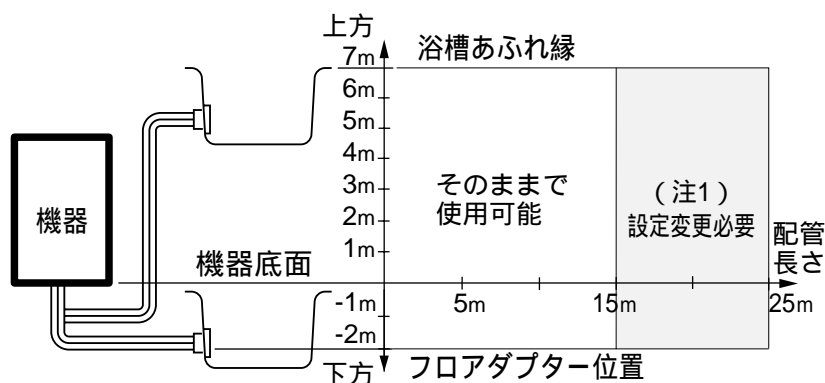 上方
7m
浴槽あふれ縁
6m
5m
4m
3m
2m
1m
そのままで
使用可能
（注1）
設定変更必要
機器
機器底面
配管
長さ
5m
15m
25m
-1m
-2m
下方
フロアダプター位置